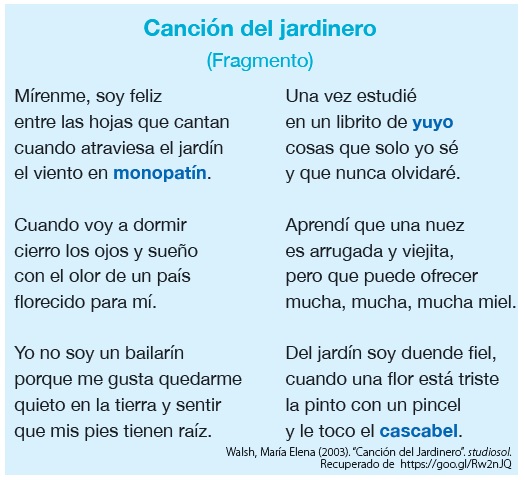 Canción del jardinero
(Fragmento)
Mírenme, soy feliz
entre las hojas que cantan
cuando atraviesa el jardín
el viento en monopatín.
Cuando voy a dormir
cierro los ojos y sueño
con el olor de un país
florecido para mí.
Yo no soy un bailarín
porque me gusta quedarme
quieto en la tierra y sentir
que mis pies tienen raíz.
Una vez estudié
en un librito de yuyo
cosas que solo yo sé
y que nunca olvidaré.
Aprendí que una nuez
es arrugada y viejita,
pero que puede ofrecer
mucha, mucha, mucha miel.
Del jardín soy duende fiel,
cuando una flor está triste
la pinto con un pincel
y le toco el cascabel.
Walsh, María Elena (2003). “Canción del Jardinero”. studiosol.
Recuperado de https://goo.gl/Rw2nJQ